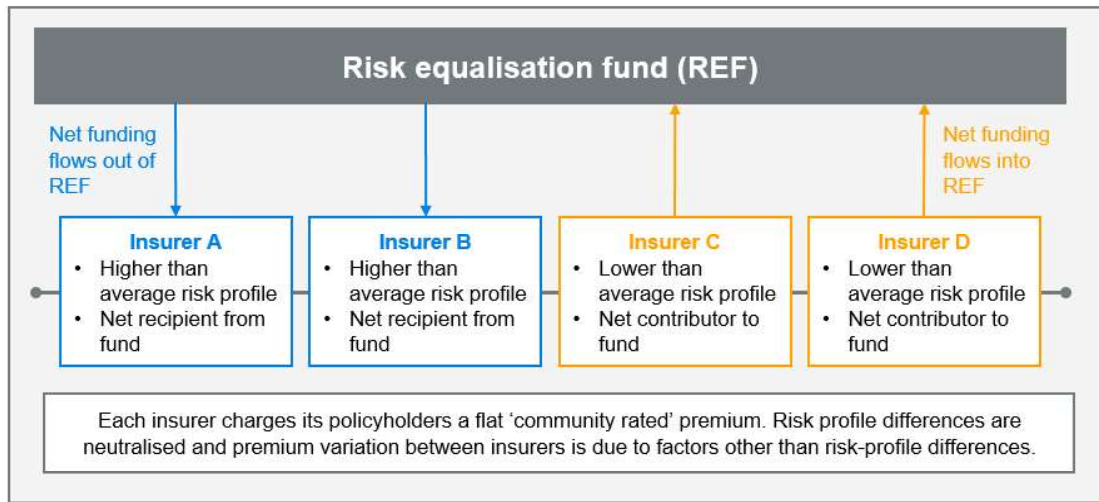 Risk equalisation fund (REF)
Net funding
flows out of
REF
Net funding
flows into
REF
Insurer A
• Higher than
average risk profile
• Net recipient from
fund
Insurer B
• Higher than
average risk profile
• Net recipient from
fund
Insurer C
• Lower than
average risk profile
• Net contributor to
fund
Insurer D
• Lower than
average risk profile
• Net contributor to
fund
Each insurer charges its policyholders a flat ‘community rated’ premium. Risk profile differences are
neutralised and premium variation between insurers is due to factors other than risk-profile differences.